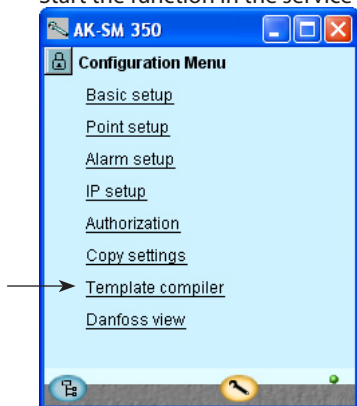 Start the function in the service
AK-SM 350
Configuration Menu
Basic setup
Point setup
Alarm setup
IP setup
Authorization
Copy settings
Template compiler
Danfoss view